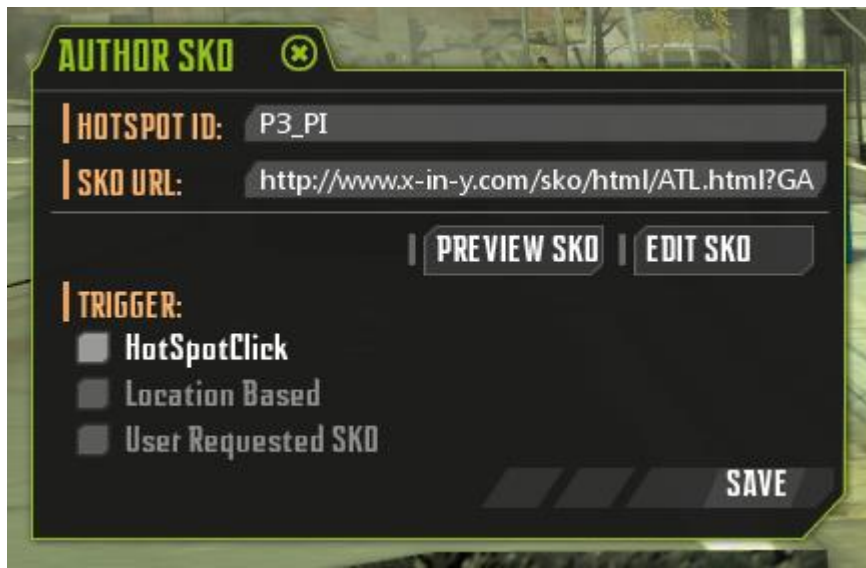 AUTHOR SKO
HOTSPOT ID: P3_PI
SKO URL: http://www.x-in-y.com/sko/html/ATL.html?GA
PREVIEW SKO EDIT SKO
TRIGGER:
HotSpotClick
Location Based
User Requested SKO
SAVE